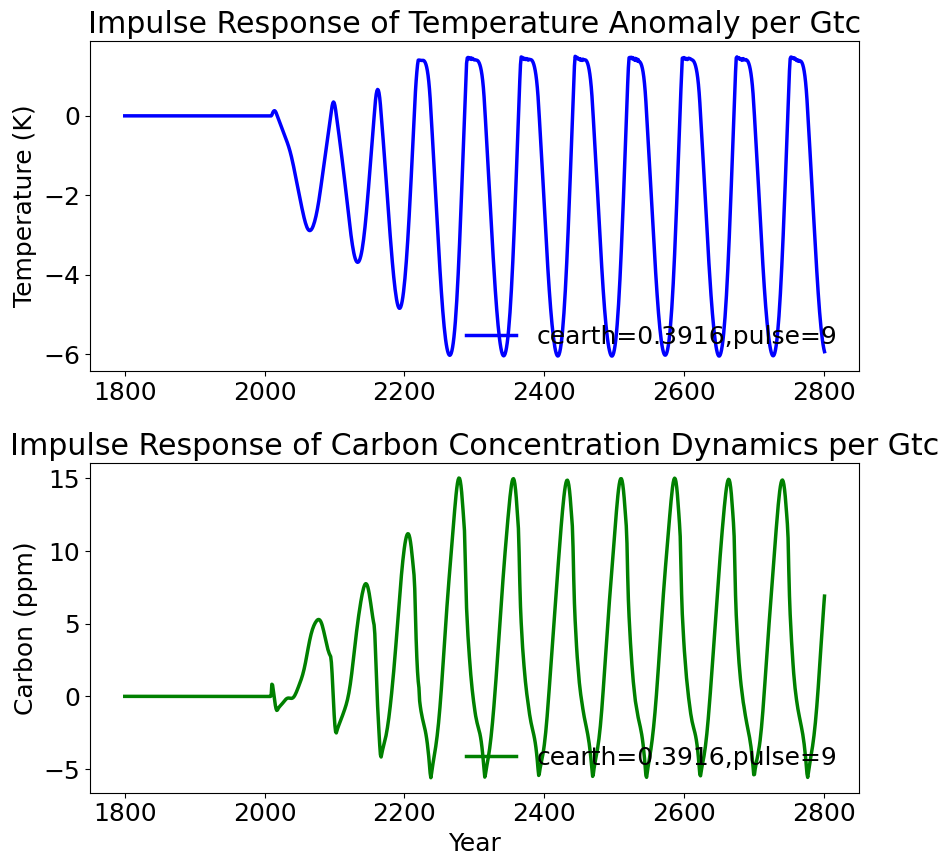 Impulse Response of Temperature Anomaly per Gtc
Temperature (K)
0
−2
−4
−6
cearth=0.3916,pulse=9
1800 2000 2200 2400 2600 2800
Impulse Response of Carbon Concentration Dynamics per Gtc
Carbon (ppm)
15
10
5
0
−5
cearth=0.3916,pulse=9
1800 2000 2200 2400 2600 2800
Year